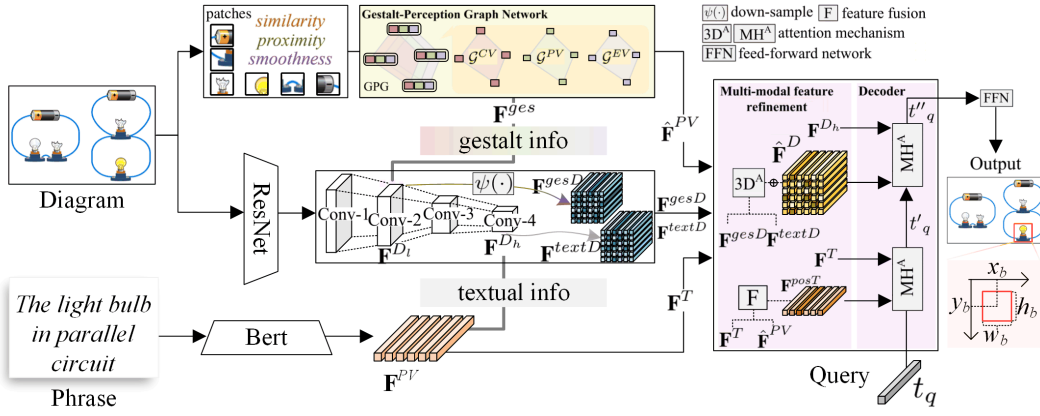 patches
similarity
proximity
smoothness
Gestalt-Perception Graph Network
GPG
𝒢^{CV}
𝒢^{PV}
𝒢^{EV}
ψ(·) down-sample F feature fusion
3D^A MH^A attention mechanism
FFN feed-forward network
Diagram
F^{ges}
gestalt info
F̂^{PV}
ResNet
Conv-1
Conv-2
Conv-3
Conv-4
ψ(·)
F^{gesD}
F^{textD}
F^{D_l}
F^{D_h}
textual info
F^{gesD}
F^{textD}
F^T
The light bulb
in parallel
circuit
Phrase
Bert
F^{PV}
Multi-modal feature
refinement
Decoder
F^{D_h}
F̂^D
3D^A
F^{gesD} F^{textD}
F^T
F
F^{posT}
F^T F̂^{PV}
t''_q
MH^A
t'_q
MH^A
Query
t_q
FFN
Output
x_b
y_b
h_b
w_b